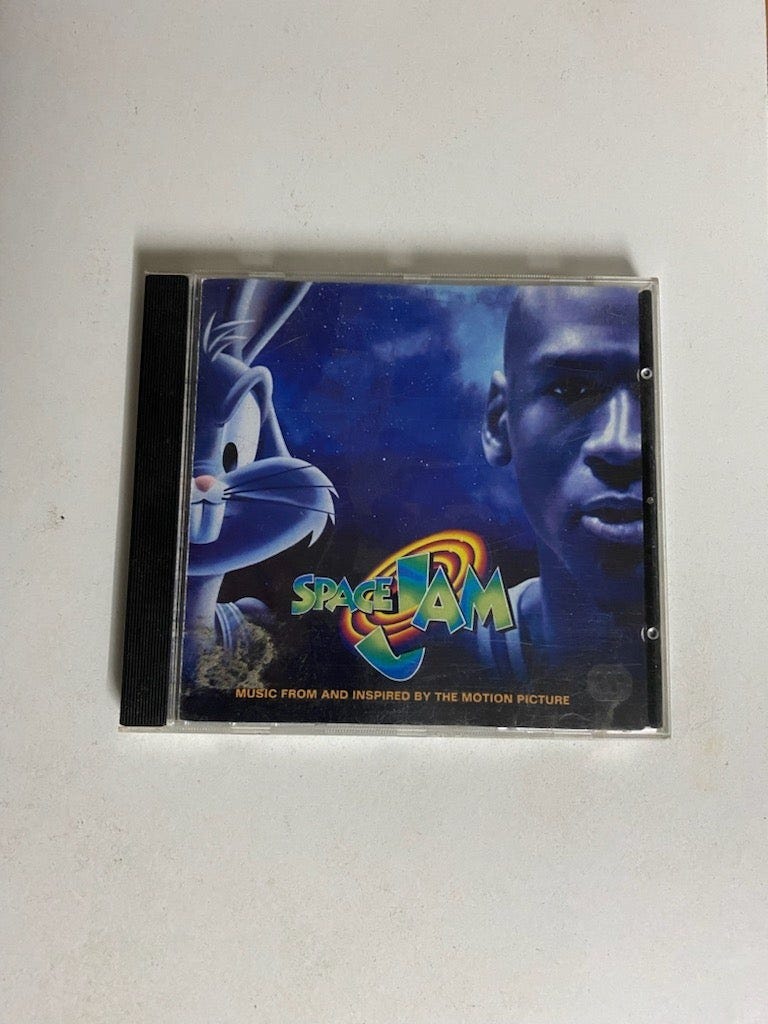 SPACE JAM
MUSIC FROM AND INSPIRED BY THE MOTION PICTURE